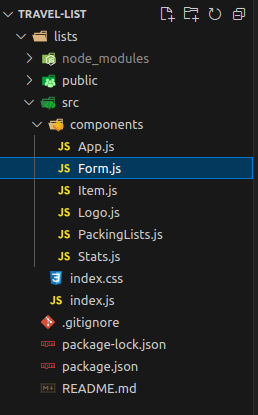 TRAVEL-LIST
lists
node_modules
public
src
components
JS App.js
JS Form.js
JS Item.js
JS Logo.js
JS PackingLists.js
JS Stats.js
index.css
JS index.js
.gitignore
package-lock.json
package.json
README.md